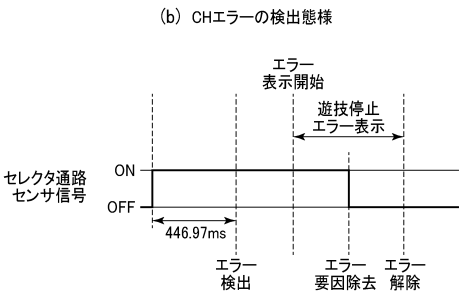 (b) CHエラーの検出態様
エラー
表示開始
遊技停止
エラー表示
セレクタ通路
センサ信号
ON
OFF
446.97ms
エラー
検出
エラー
要因除去
エラー
解除